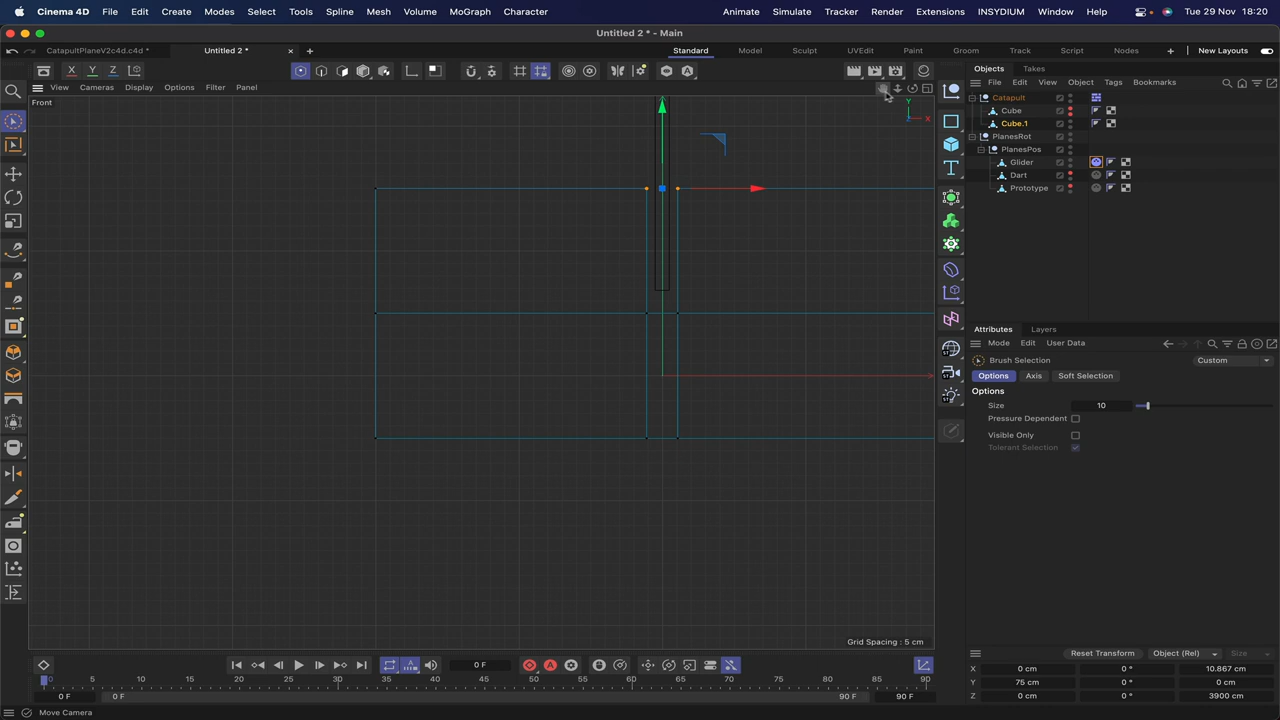 Cinema 4D File Edit Create Modes Select Tools Spline Mesh Volume MoGraph Character Animate Simulate Tracker Render Extensions INSYDIUM Window Help Tue 29 Nov 18:20
Untitled 2 * - Main
CatapultPlaneV2c4d.c4d * Untitled 2 * Standard Model Sculpt UVEdit Paint Groom Track Script Nodes New Layouts
X Y Z
View Cameras Display Options Filter Panel
Front
Y
X
Grid Spacing : 5 cm
Objects Takes
File Edit View Object Tags Bookmarks
Catapult
Cube
Cube.1
PlanesRot
PlanesPos
Glider
Dart
Prototype
Attributes Layers
Mode Edit User Data
Brush Selection Custom
Options Axis Soft Selection
Options
Size 10
Pressure Dependent
Visible Only
Tolerant Selection
Reset Transform Object (Rel) Size
X 0 cm 0 ° 10.867 cm
Y 75 cm 0 ° 0 cm
Z 0 cm 0 ° 3900 cm
0 F
0 5 10 15 20 25 30 35 40 45 50 55 60 65 70 75 80 85 90
0 F 0 F 90 F 90 F
Move Camera